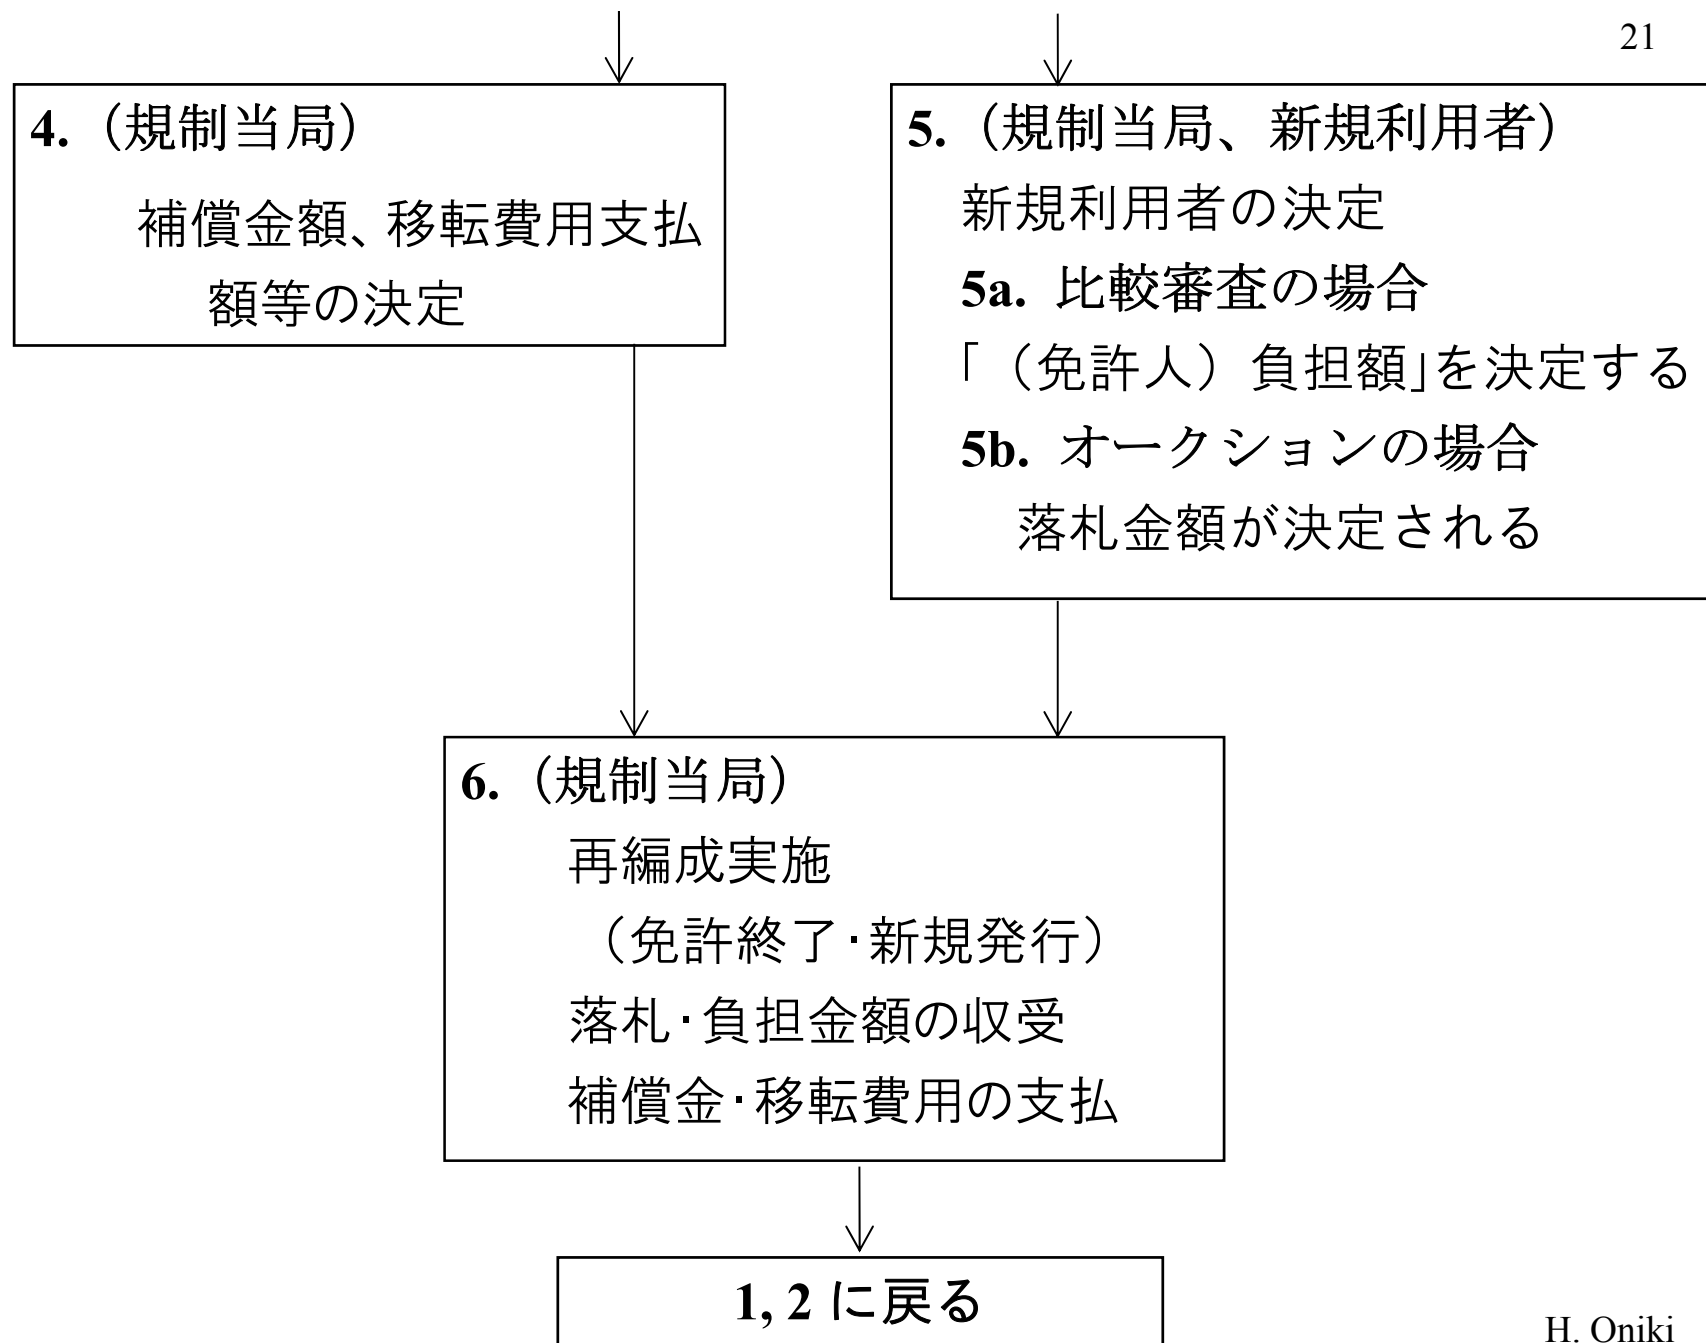 21
4.（規制当局）
補償金額、移転費用支払
額等の決定
5.（規制当局、新規利用者）
新規利用者の決定
5a. 比較審査の場合
「（免許人）負担額」を決定する
5b. オークションの場合
落札金額が決定される
6.（規制当局）
再編成実施
（免許終了･新規発行）
落札･負担金額の収受
補償金･移転費用の支払
1, 2 に戻る
H. Oniki